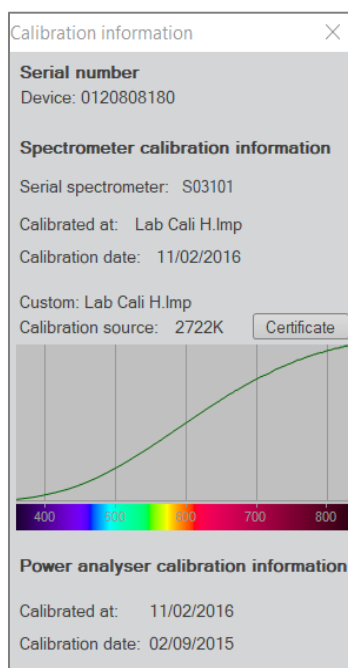 Calibration information
Serial number
Device: 0120808180
Spectrometer calibration information
Serial spectrometer: S03101
Calibrated at: Lab Cali H.Imp
Calibration date: 11/02/2016
Custom: Lab Cali H.Imp
Calibration source: 2722K Certificate
400 500 600 700 800
Power analyser calibration information
Calibrated at: 11/02/2016
Calibration date: 02/09/2015